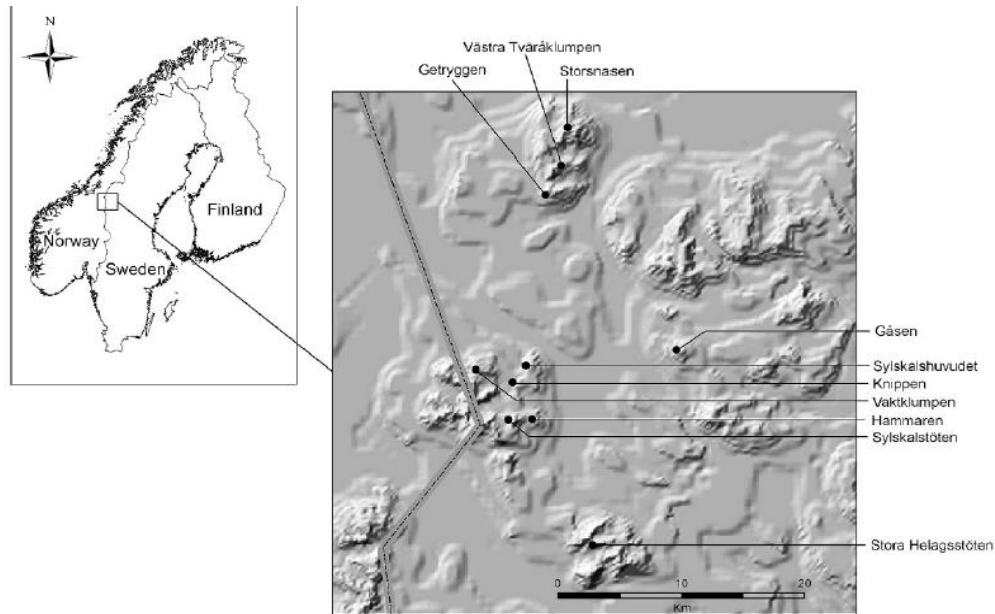 N
Norway
Sweden
Finland
Västra Tväråklumpen
Getryggen
Storsnasen
Gåsen
Sylskalshuvudet
Knippen
Vaktklumpen
Hammaren
Sylskalstöten
Stora Helagsstöten
0 10 20
Km